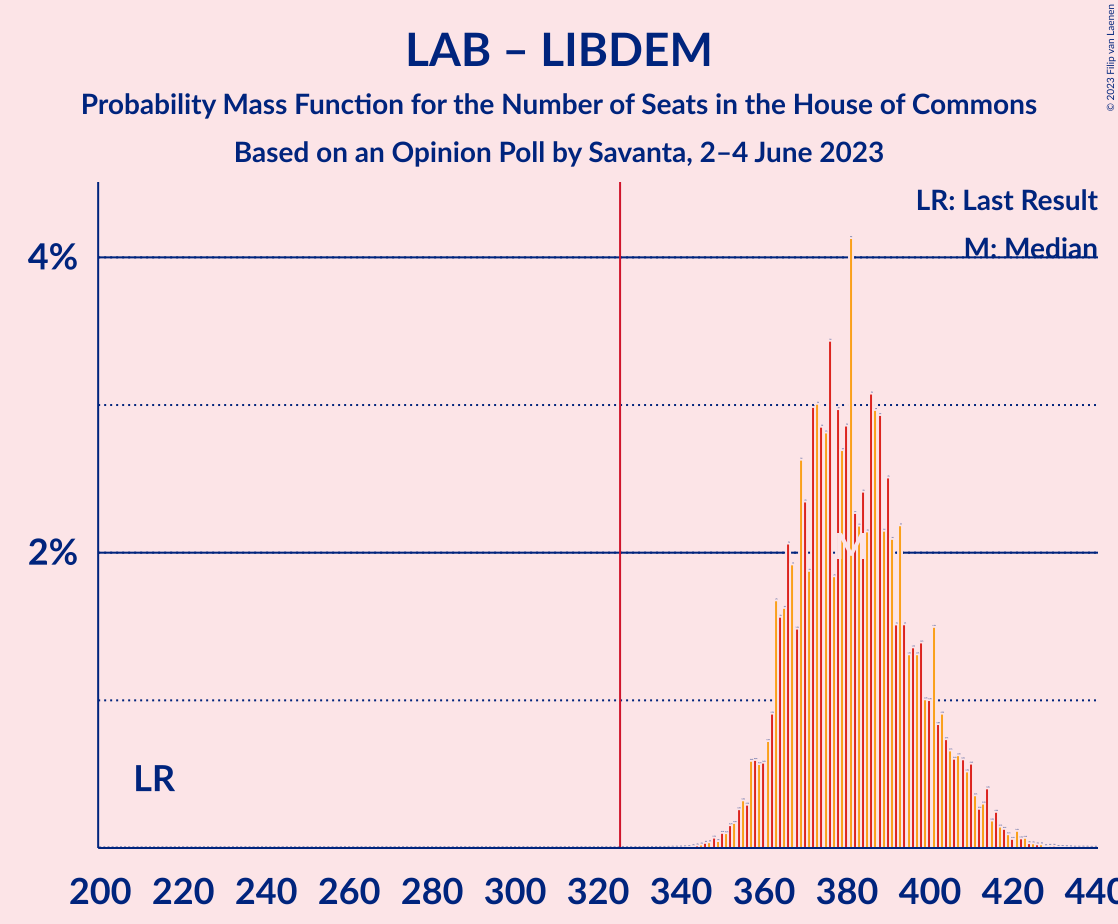 © 2023 Filip van Laenen
LAB – LIBDEM
Probability Mass Function for the Number of Seats in the House of Commons
Based on an Opinion Poll by Savanta, 2–4 June 2023
LR: Last Result
M: Median
4%
2%
M
LR
200 220 240 260 280 300 320 340 360 380 400 420 440